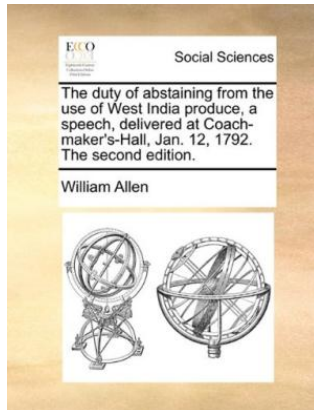 ECCO
Social Sciences
The duty of abstaining from the
use of West India produce, a
speech, delivered at Coach-
maker's-Hall, Jan. 12, 1792.
The second edition.
William Allen